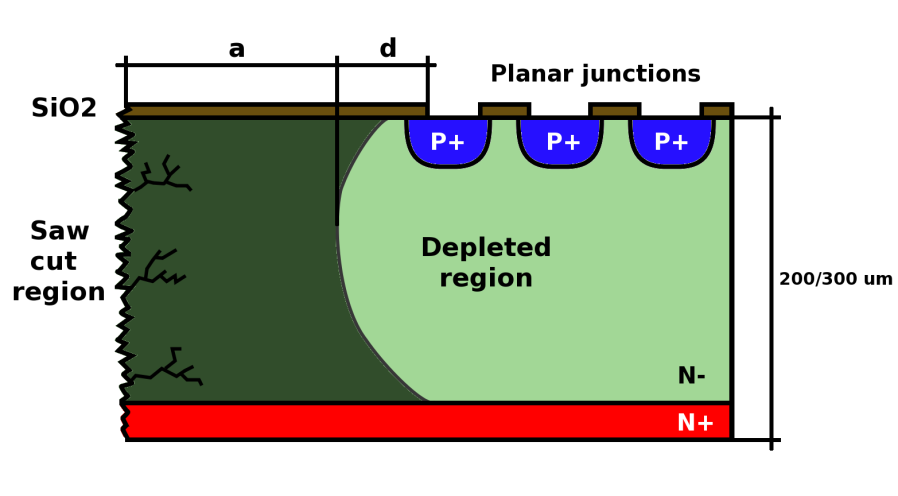 a
d
Planar junctions
SiO2
P+
P+
P+
Saw
cut
region
Depleted
region
200/300 um
N-
N+